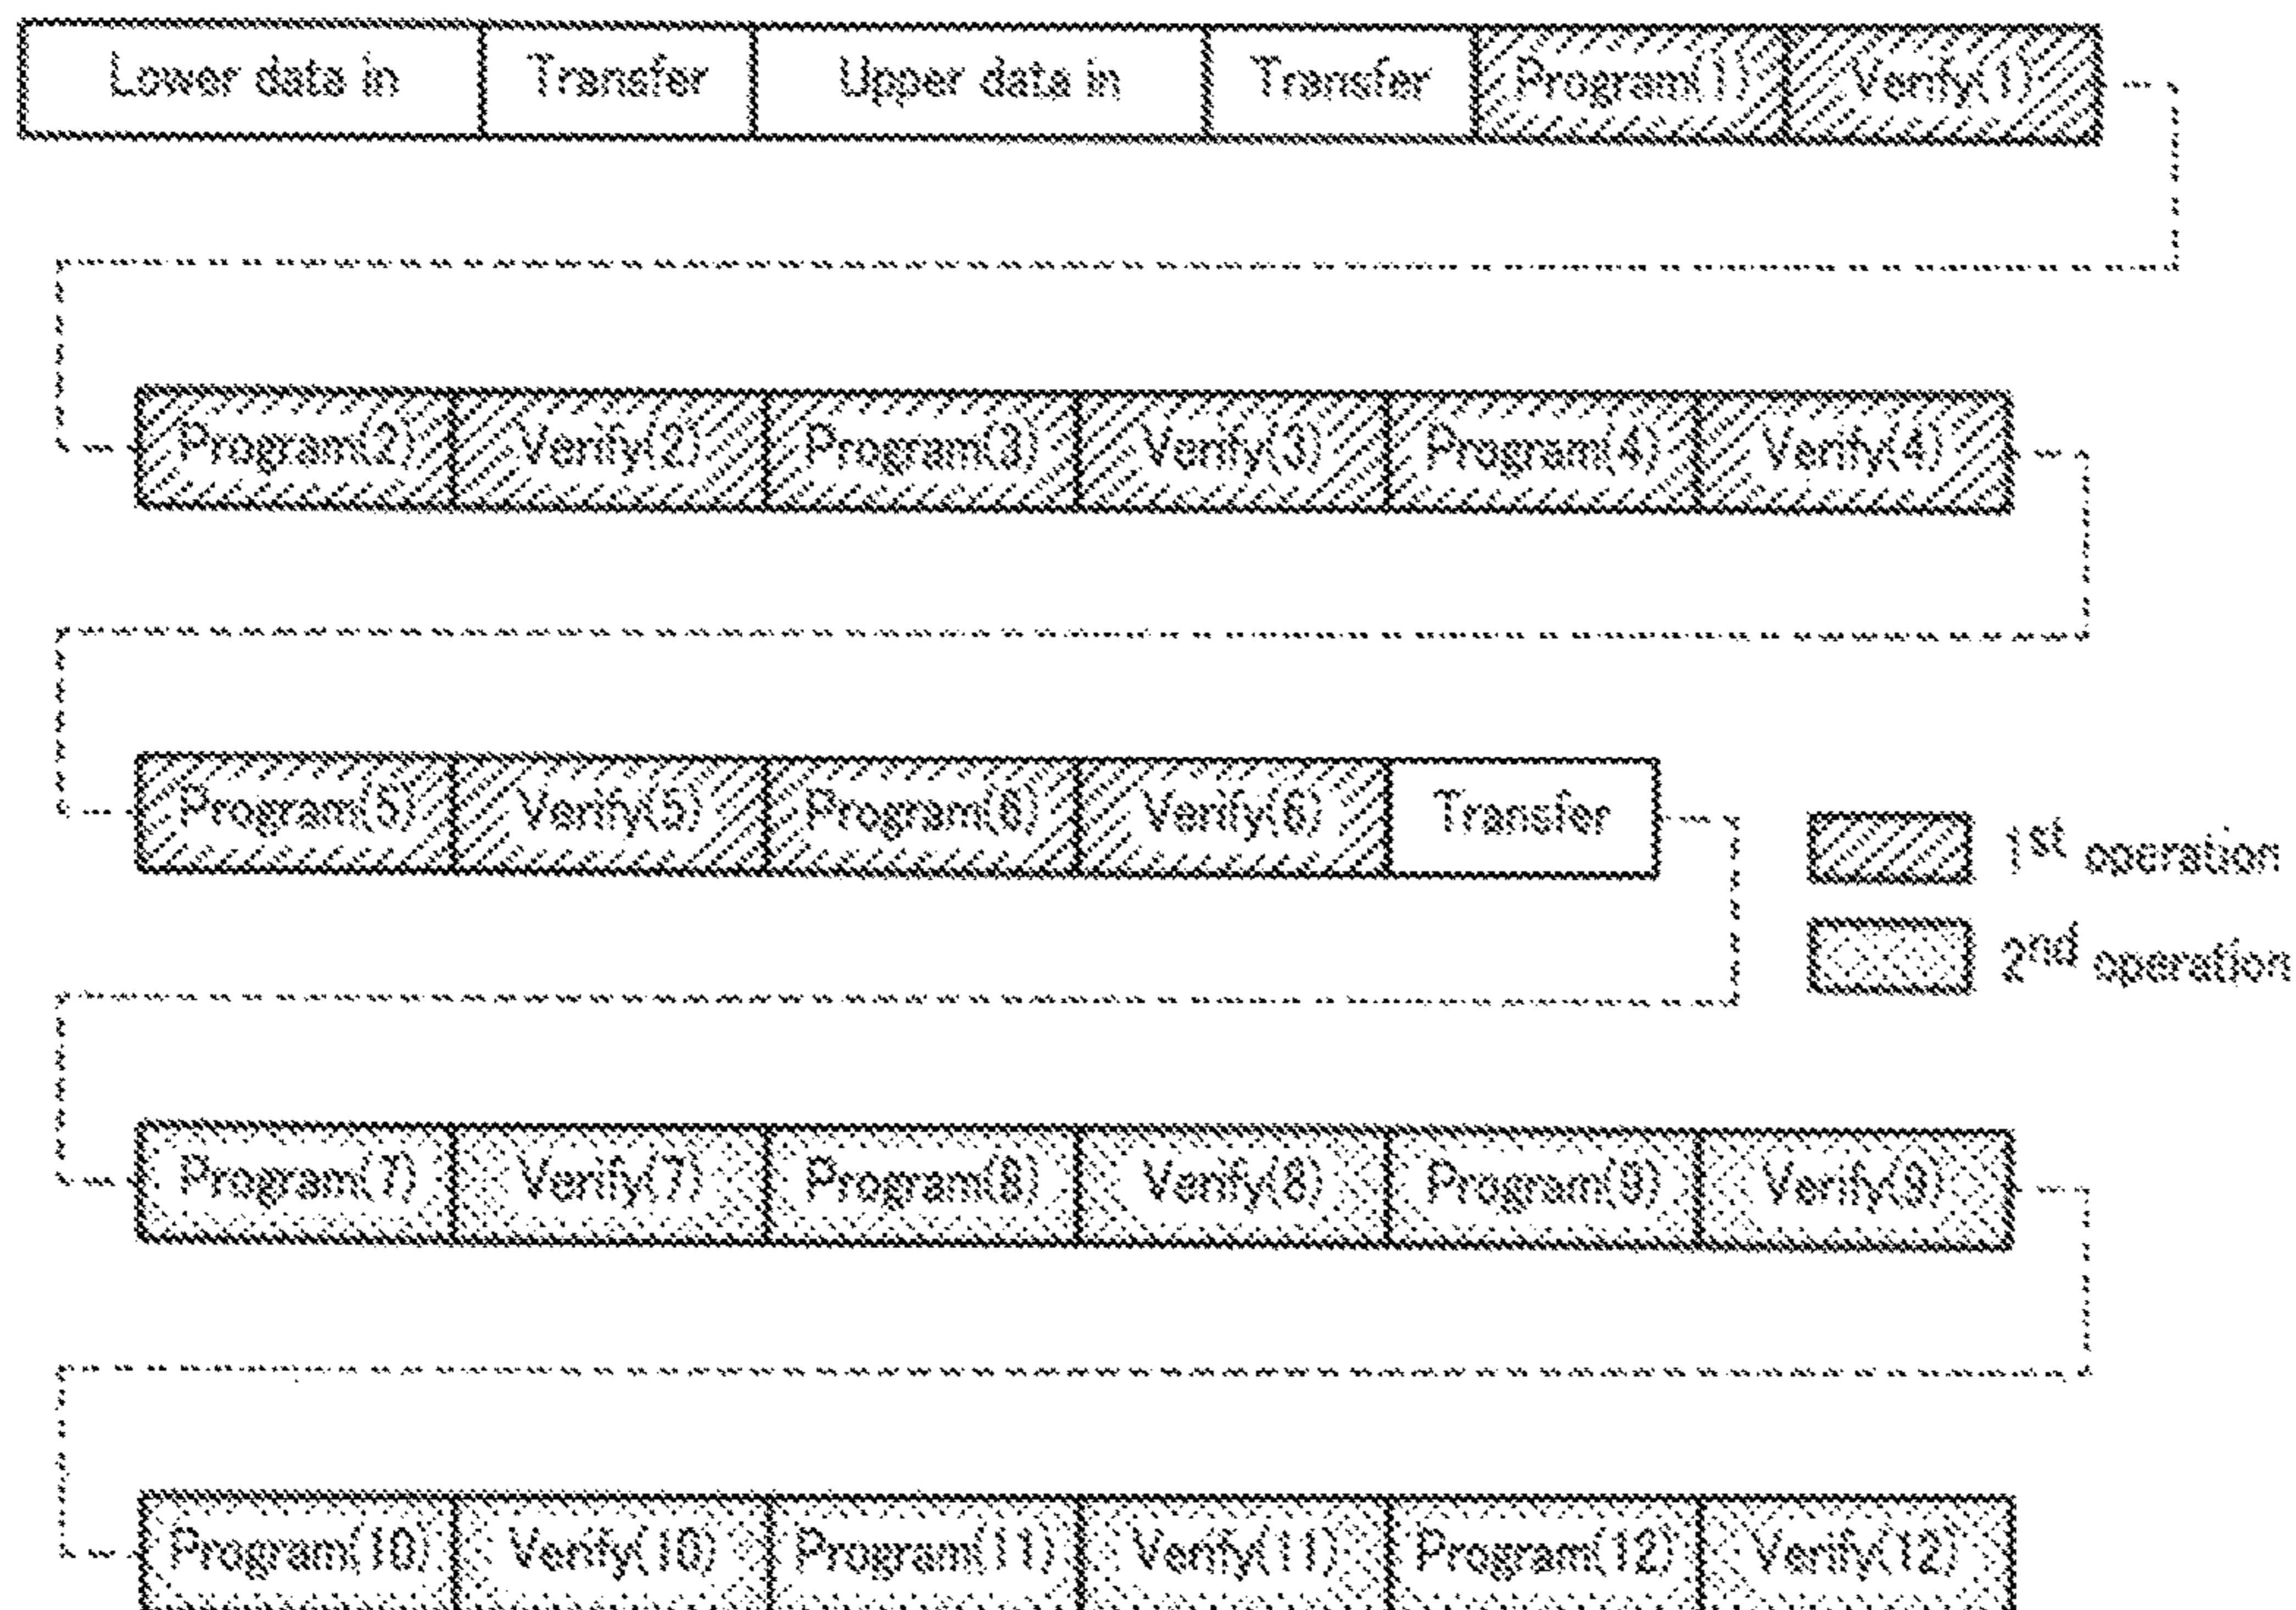 Lower data in Transfer Upper data in Transfer Program(1) Verify(1)
Program(2) Verify(2) Program(3) Verify(3) Program(4) Verify(4)
Program(5) Verify(5) Program(6) Verify(6) Transfer
1st operation
2nd operation
Program(7) Verify(7) Program(8) Verify(8) Program(9) Verify(9)
Program(10) Verify(10) Program(11) Verify(11) Program(12) Verify(12)